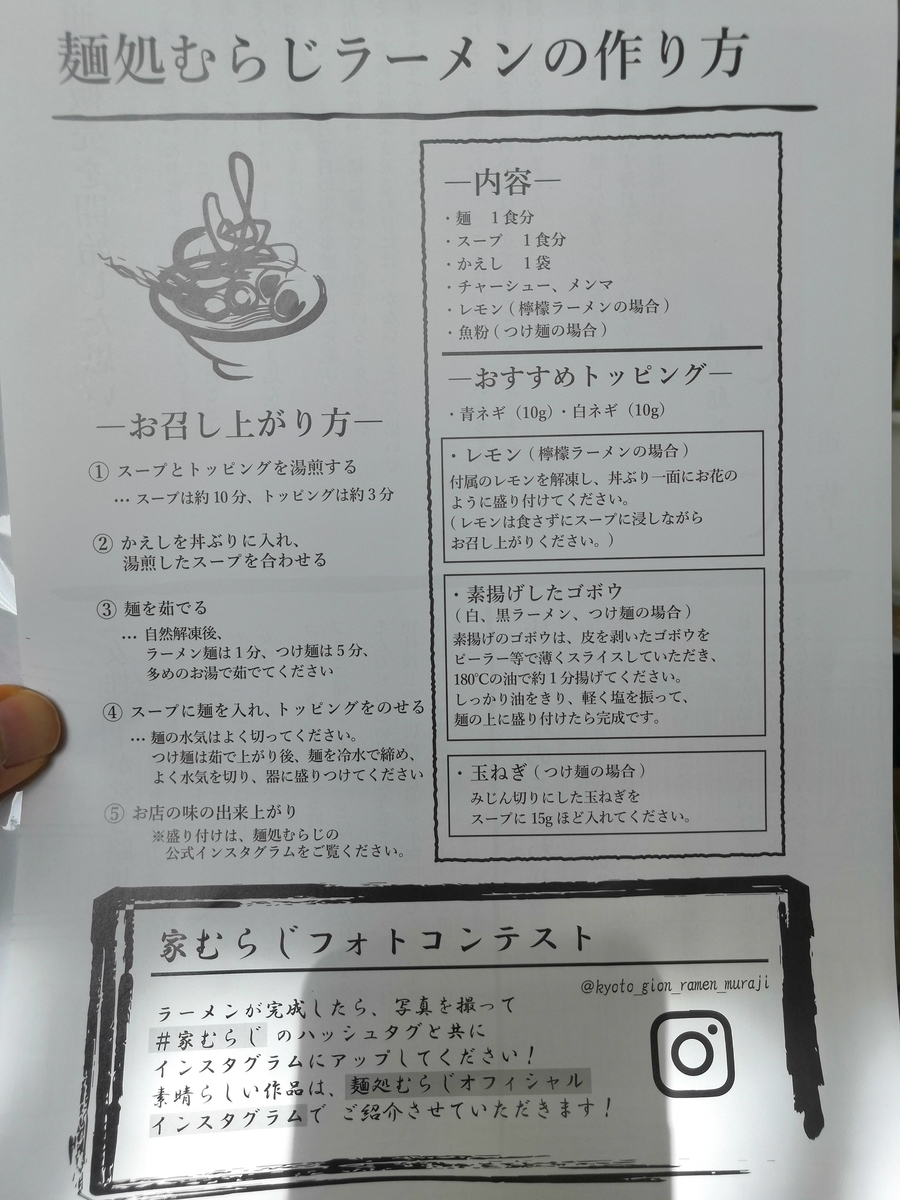 麺処むらじラーメンの作り方
―お召し上がり方―
① スープとトッピングを湯煎する
… スープは約10分、トッピングは約3分
② かえしを丼ぶりに入れ、
湯煎したスープを合わせる
③ 麺を茹でる
… 自然解凍後、
ラーメン麺は1分、つけ麺は5分、
多めのお湯で茹でてください
④ スープに麺を入れ、トッピングをのせる
… 麺の水気はよく切ってください。
つけ麺は茹で上がり後、麺を冷水で締め、
よく水気を切り、器に盛りつけてください
⑤ お店の味の出来上がり
※盛り付けは、麺処むらじの
公式インスタグラムをご覧ください。
―内容―
・麺 1食分
・スープ 1食分
・かえし 1袋
・チャーシュー、メンマ
・レモン(檸檬ラーメンの場合)
・魚粉(つけ麺の場合)
―おすすめトッピング―
・青ネギ(10g)・白ネギ(10g)
・レモン(檸檬ラーメンの場合)
付属のレモンを解凍し、丼ぶり一面にお花の
ように盛り付けてください。
(レモンは食さずにスープに浸しながら
お召し上がりください。)
・素揚げしたゴボウ
(白、黒ラーメン、つけ麺の場合)
素揚げのゴボウは、皮を剥いたゴボウを
ピーラー等で薄くスライスしていただき、
180℃の油で約1分揚げてください。
しっかり油をきり、軽く塩を振って、
麺の上に盛り付けたら完成です。
・玉ねぎ(つけ麺の場合)
みじん切りにした玉ねぎを
スープに15gほど入れてください。
家むらじフォトコンテスト
@kyoto_gion_ramen_muraji
ラーメンが完成したら、写真を撮って
#家むらじ のハッシュタグと共に
インスタグラムにアップしてください!
素晴らしい作品は、麺処むらじオフィシャル
インスタグラムで ご紹介させていただきます!